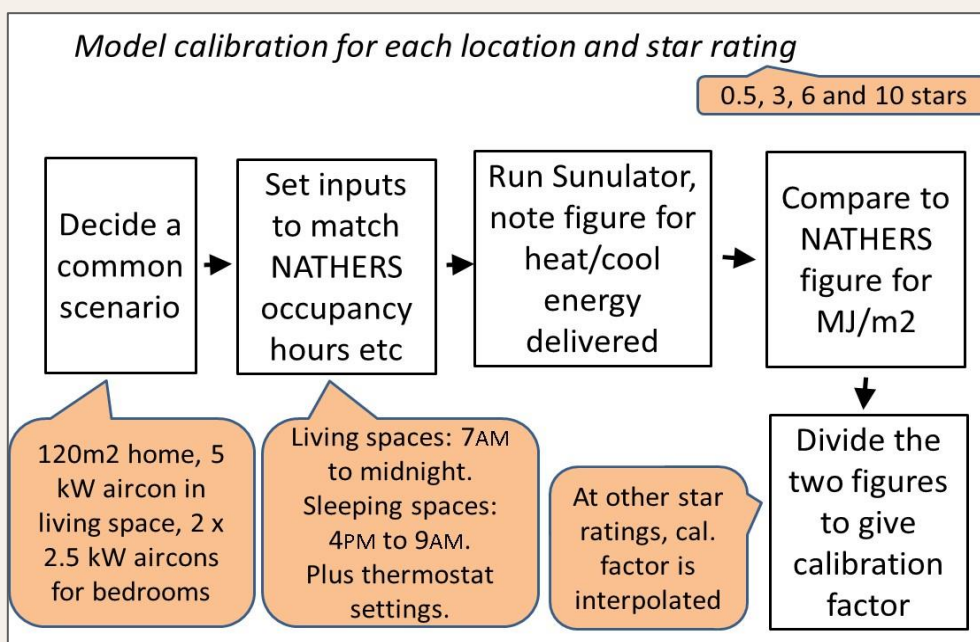 Model calibration for each location and star rating
0.5, 3, 6 and 10 stars
Decide a
common
scenario
Set inputs
to match
NATHERS
occupancy
hours etc
Run Sunulator,
note figure for
heat/cool
energy
delivered
Compare to
NATHERS
figure for
MJ/m2
120m2 home, 5
kW aircon in
living space, 2 x
2.5 kW aircons
for bedrooms
Living spaces: 7AM
to midnight.
Sleeping spaces:
4PM to 9AM.
Plus thermostat
settings.
At other star
ratings, cal.
factor is
interpolated
Divide the
two figures
to give
calibration
factor